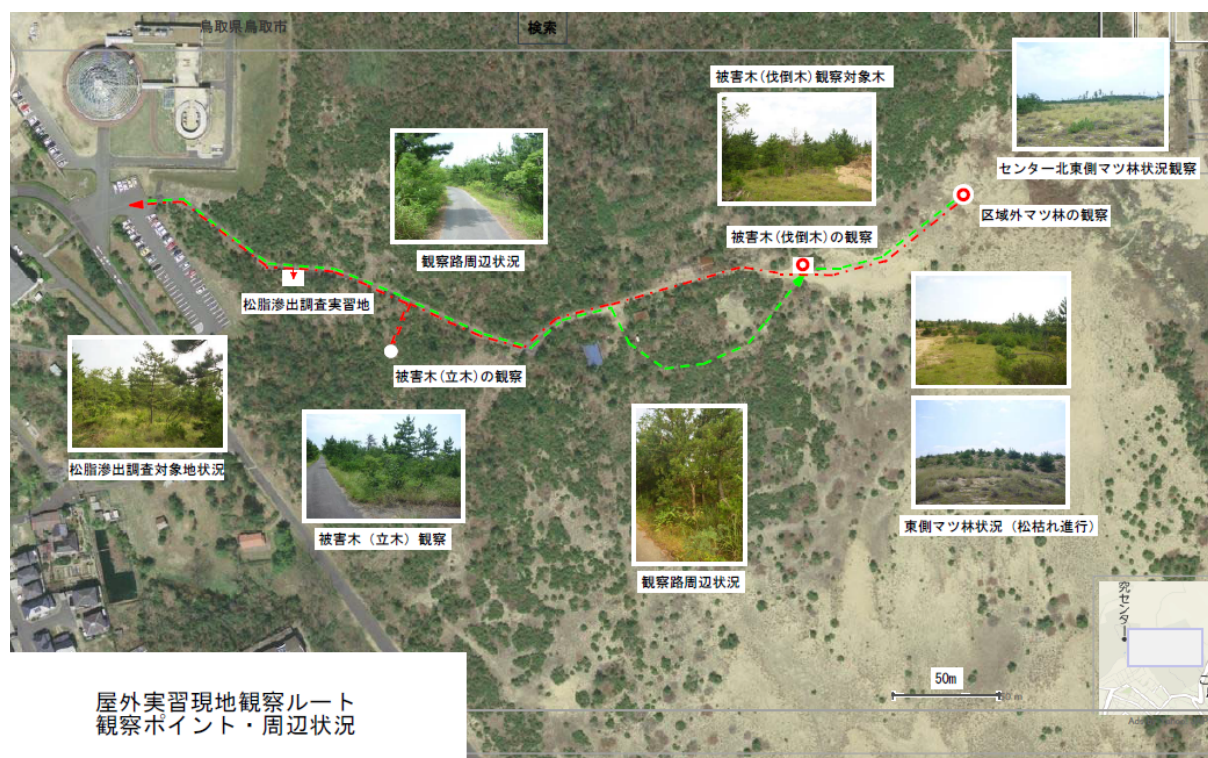 鳥取県鳥取市
検索
被害木(伐倒木)観察対象木
センター北東側マツ林状況観察
区域外マツ林の観察
被害木(伐倒木)の観察
観察路周辺状況
松脂滲出調査実習地
被害木(立木)の観察
松脂滲出調査対象地状況
被害木(立木)観察
観察路周辺状況
東側マツ林状況(松枯れ進行)
究センター
50m
屋外実習現地観察ルート
観察ポイント・周辺状況